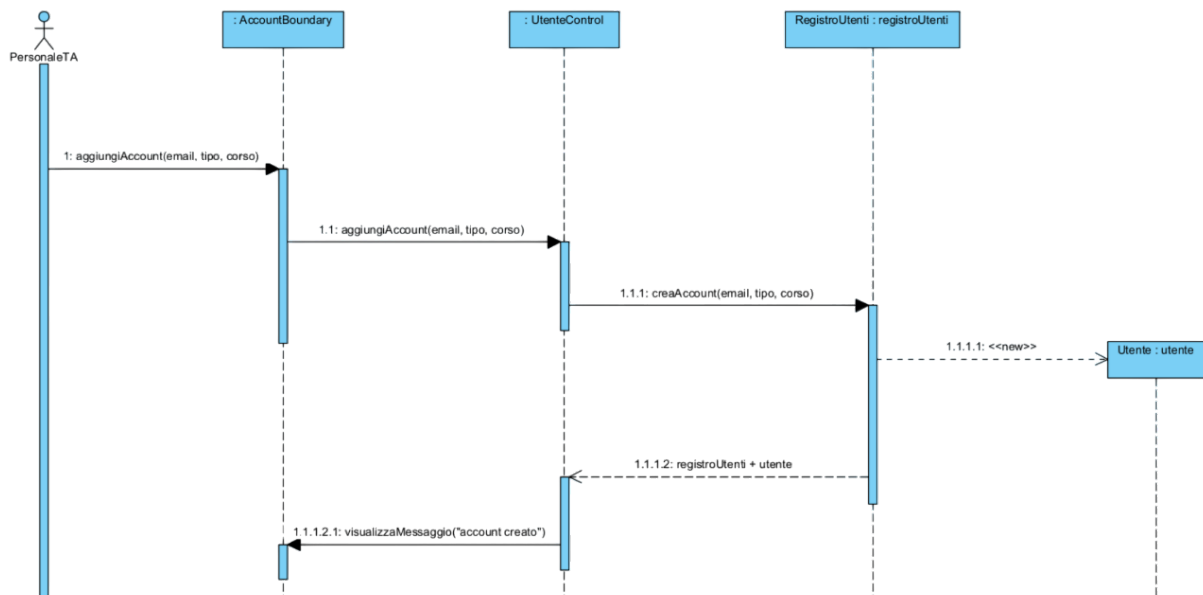 : AccountBoundary
: UtenteControl
RegistroUtenti : registroUtenti
PersonaleTA
1: aggiungiAccount(email, tipo, corso)
1.1: aggiungiAccount(email, tipo, corso)
1.1.1: creaAccount(email, tipo, corso)
1.1.1.1: <<new>>
Utente : utente
1.1.1.2: registroUtenti + utente
1.1.1.2.1: visualizzaMessaggio("account creato")